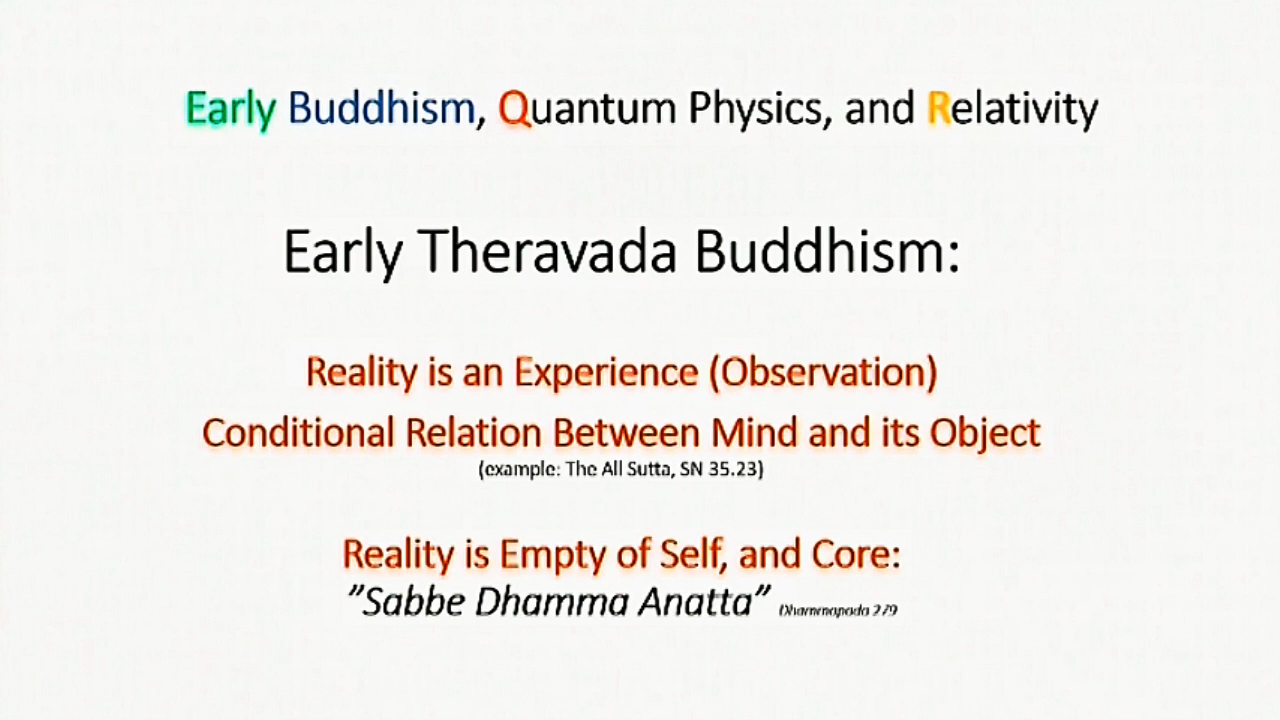 Early Buddhism, Quantum Physics, and Relativity
Early Theravada Buddhism:
Reality is an Experience (Observation)
Conditional Relation Between Mind and its Object
(example: The All Sutta, SN 35.23)
Reality is Empty of Self, and Core:
”Sabbe Dhamma Anatta” Dhammapada 279